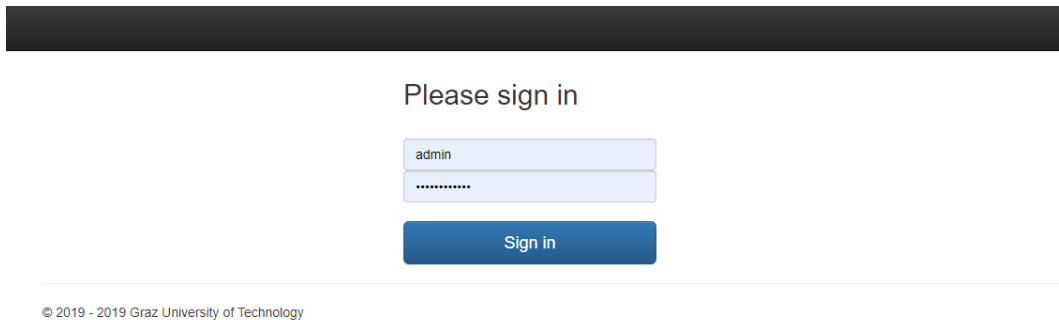 Please sign in
admin
••••••••••••
Sign in
© 2019 - 2019 Graz University of Technology